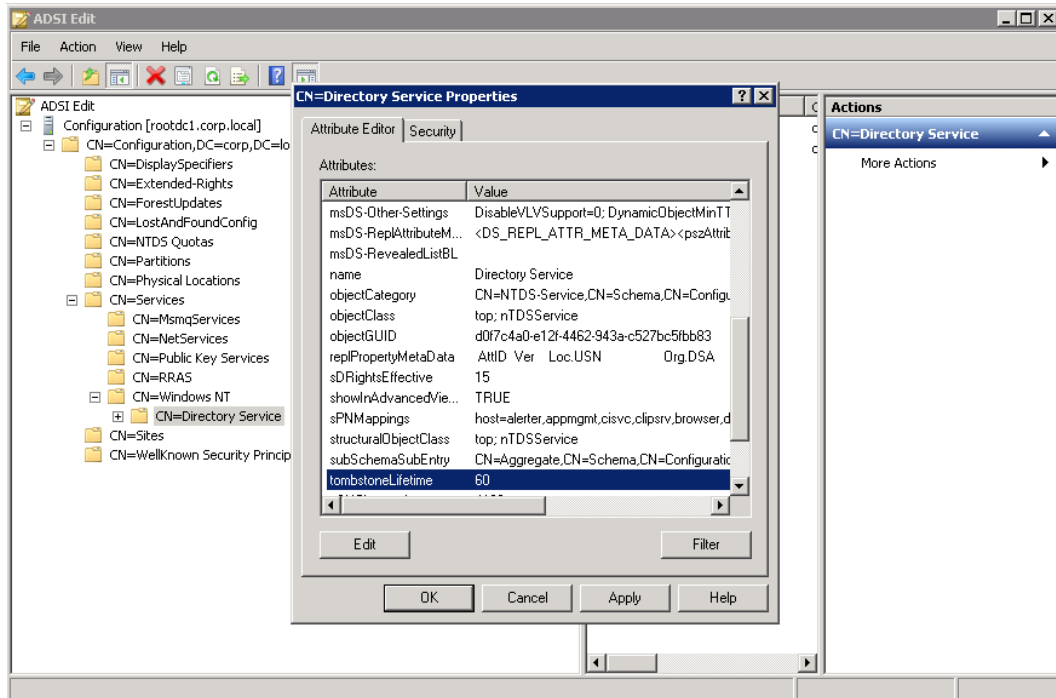 ADSI Edit
File Action View Help
ADSI Edit
Configuration [rootdc1.corp.local]
CN=Configuration,DC=corp,DC=lo
CN=DisplaySpecifiers
CN=Extended-Rights
CN=ForestUpdates
CN=LostAndFoundConfig
CN=NTDS Quotas
CN=Partitions
CN=Physical Locations
CN=Services
CN=MsmqServices
CN=NetServices
CN=Public Key Services
CN=RRAS
CN=Windows NT
CN=Directory Service
CN=Sites
CN=WellKnown Security Princip
CN=Directory Service Properties
Attribute Editor Security
Attributes:
Attribute Value
msDS-Other-Settings DisableVLVSupport=0; DynamicObjectMinTT
msDS-ReplAttributeM... <DS_REPL_ATTR_META_DATA><pszAttrib
msDS-RevealedListBL
name Directory Service
objectCategory CN=NTDS-Service,CN=Schema,CN=Configu
objectClass top; nTDSService
objectGUID d0f7c4a0-e12f-4462-943a-c527bc5fbb83
replPropertyMetaData AttID Ver Loc.USN Org.DSA
sDRightsEffective 15
showInAdvancedVie... TRUE
sPNMappings host=alerter,appmgmt,cisvc,clipsrv,browser,d
structuralObjectClass top; nTDSService
subSchemaSubEntry CN=Aggregate,CN=Schema,CN=Configuratic
tombstoneLifetime 60
Edit Filter
OK Cancel Apply Help
Actions
CN=Directory Service
More Actions